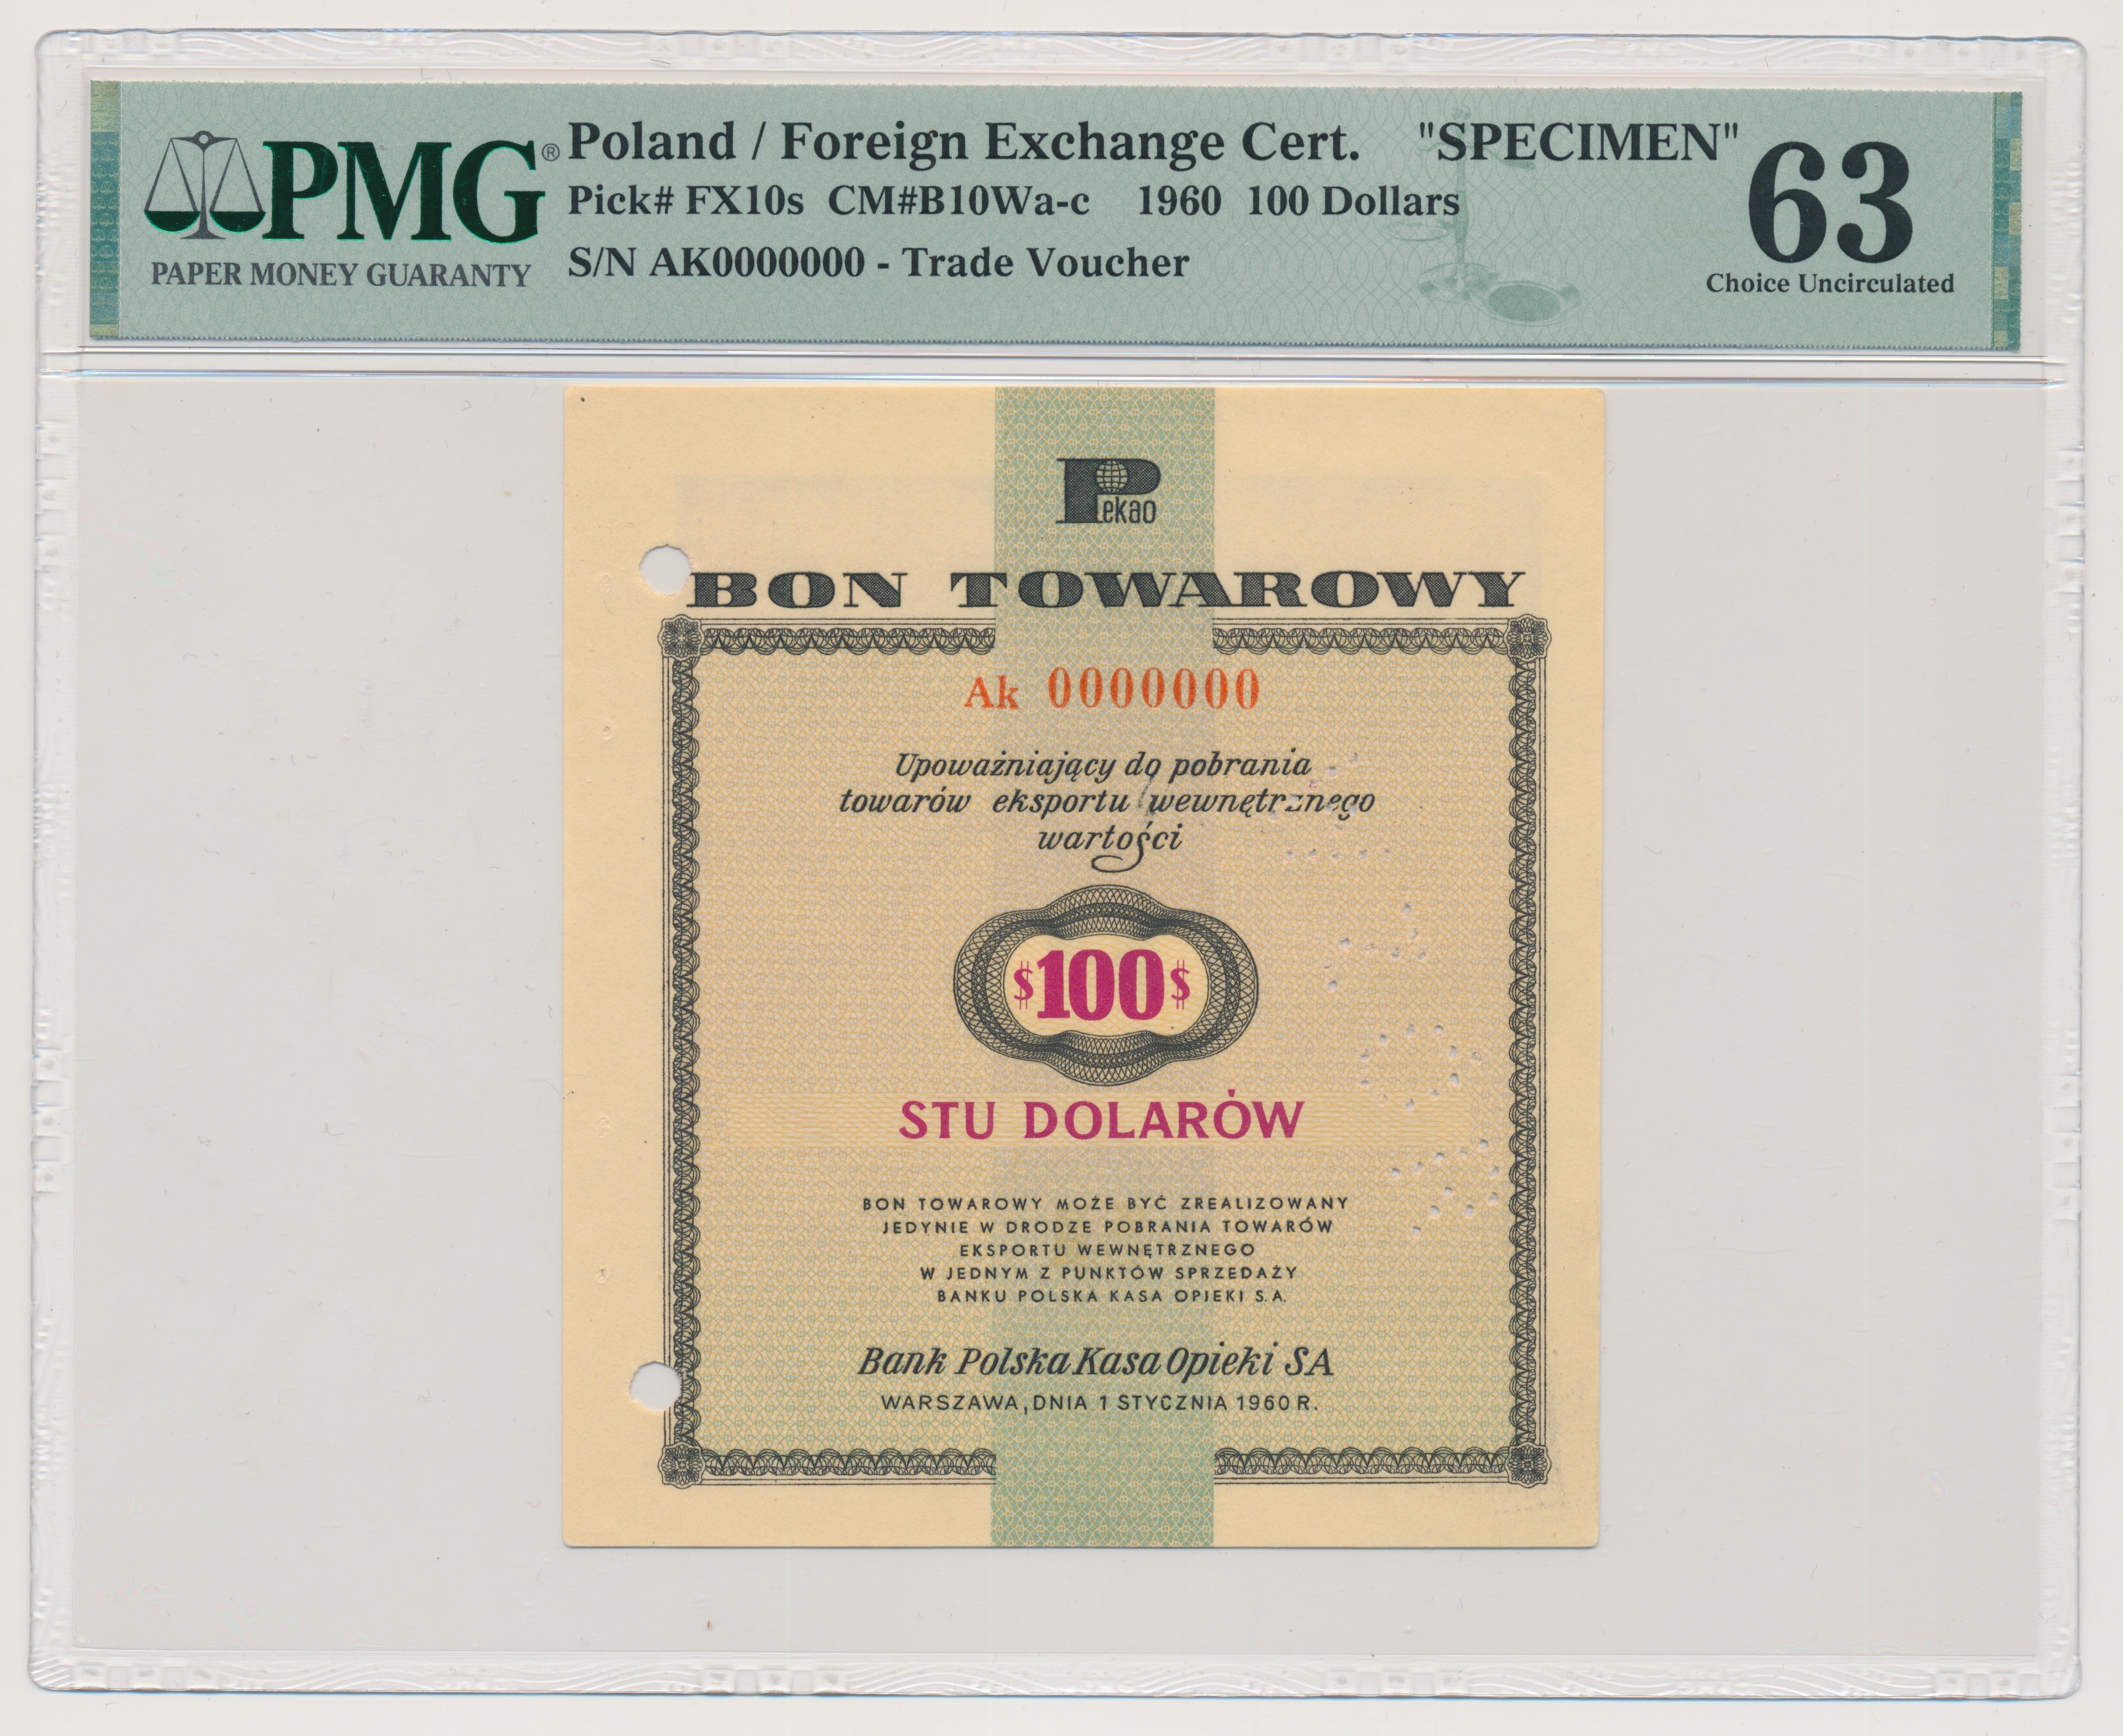 PMG®
PAPER MONEY GUARANTY
Poland / Foreign Exchange Cert. "SPECIMEN"
Pick# FX10s CM#B10Wa-c 1960 100 Dollars
S/N AK0000000 - Trade Voucher
63
Choice Uncirculated
Pekao
BON TOWAROWY
Ak 0000000
Upoważniający do pobrania
towarów eksportu wewnętrznego
wartości
$100$
STU DOLARÓW
BON TOWAROWY MOŻE BYĆ ZREALIZOWANY
JEDYNIE W DRODZE POBRANIA TOWARÓW
EKSPORTU WEWNĘTRZNEGO
W JEDNYM Z PUNKTÓW SPRZEDAŻY
BANKU POLSKA KASA OPIEKI S.A.
Bank Polska Kasa Opieki SA
WARSZAWA, DNIA 1 STYCZNIA 1960 R.